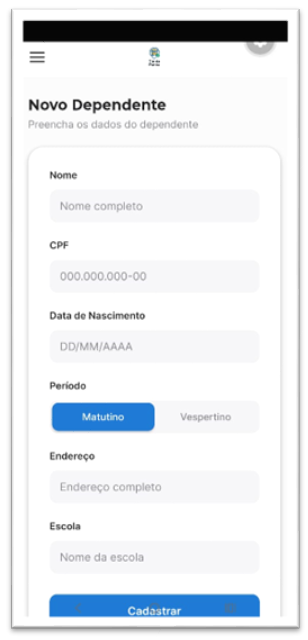 Novo Dependente
Preencha os dados do dependente
Nome
Nome completo
CPF
000.000.000-00
Data de Nascimento
DD/MM/AAAA
Período
Matutino Vespertino
Endereço
Endereço completo
Escola
Nome da escola
Cadastrar